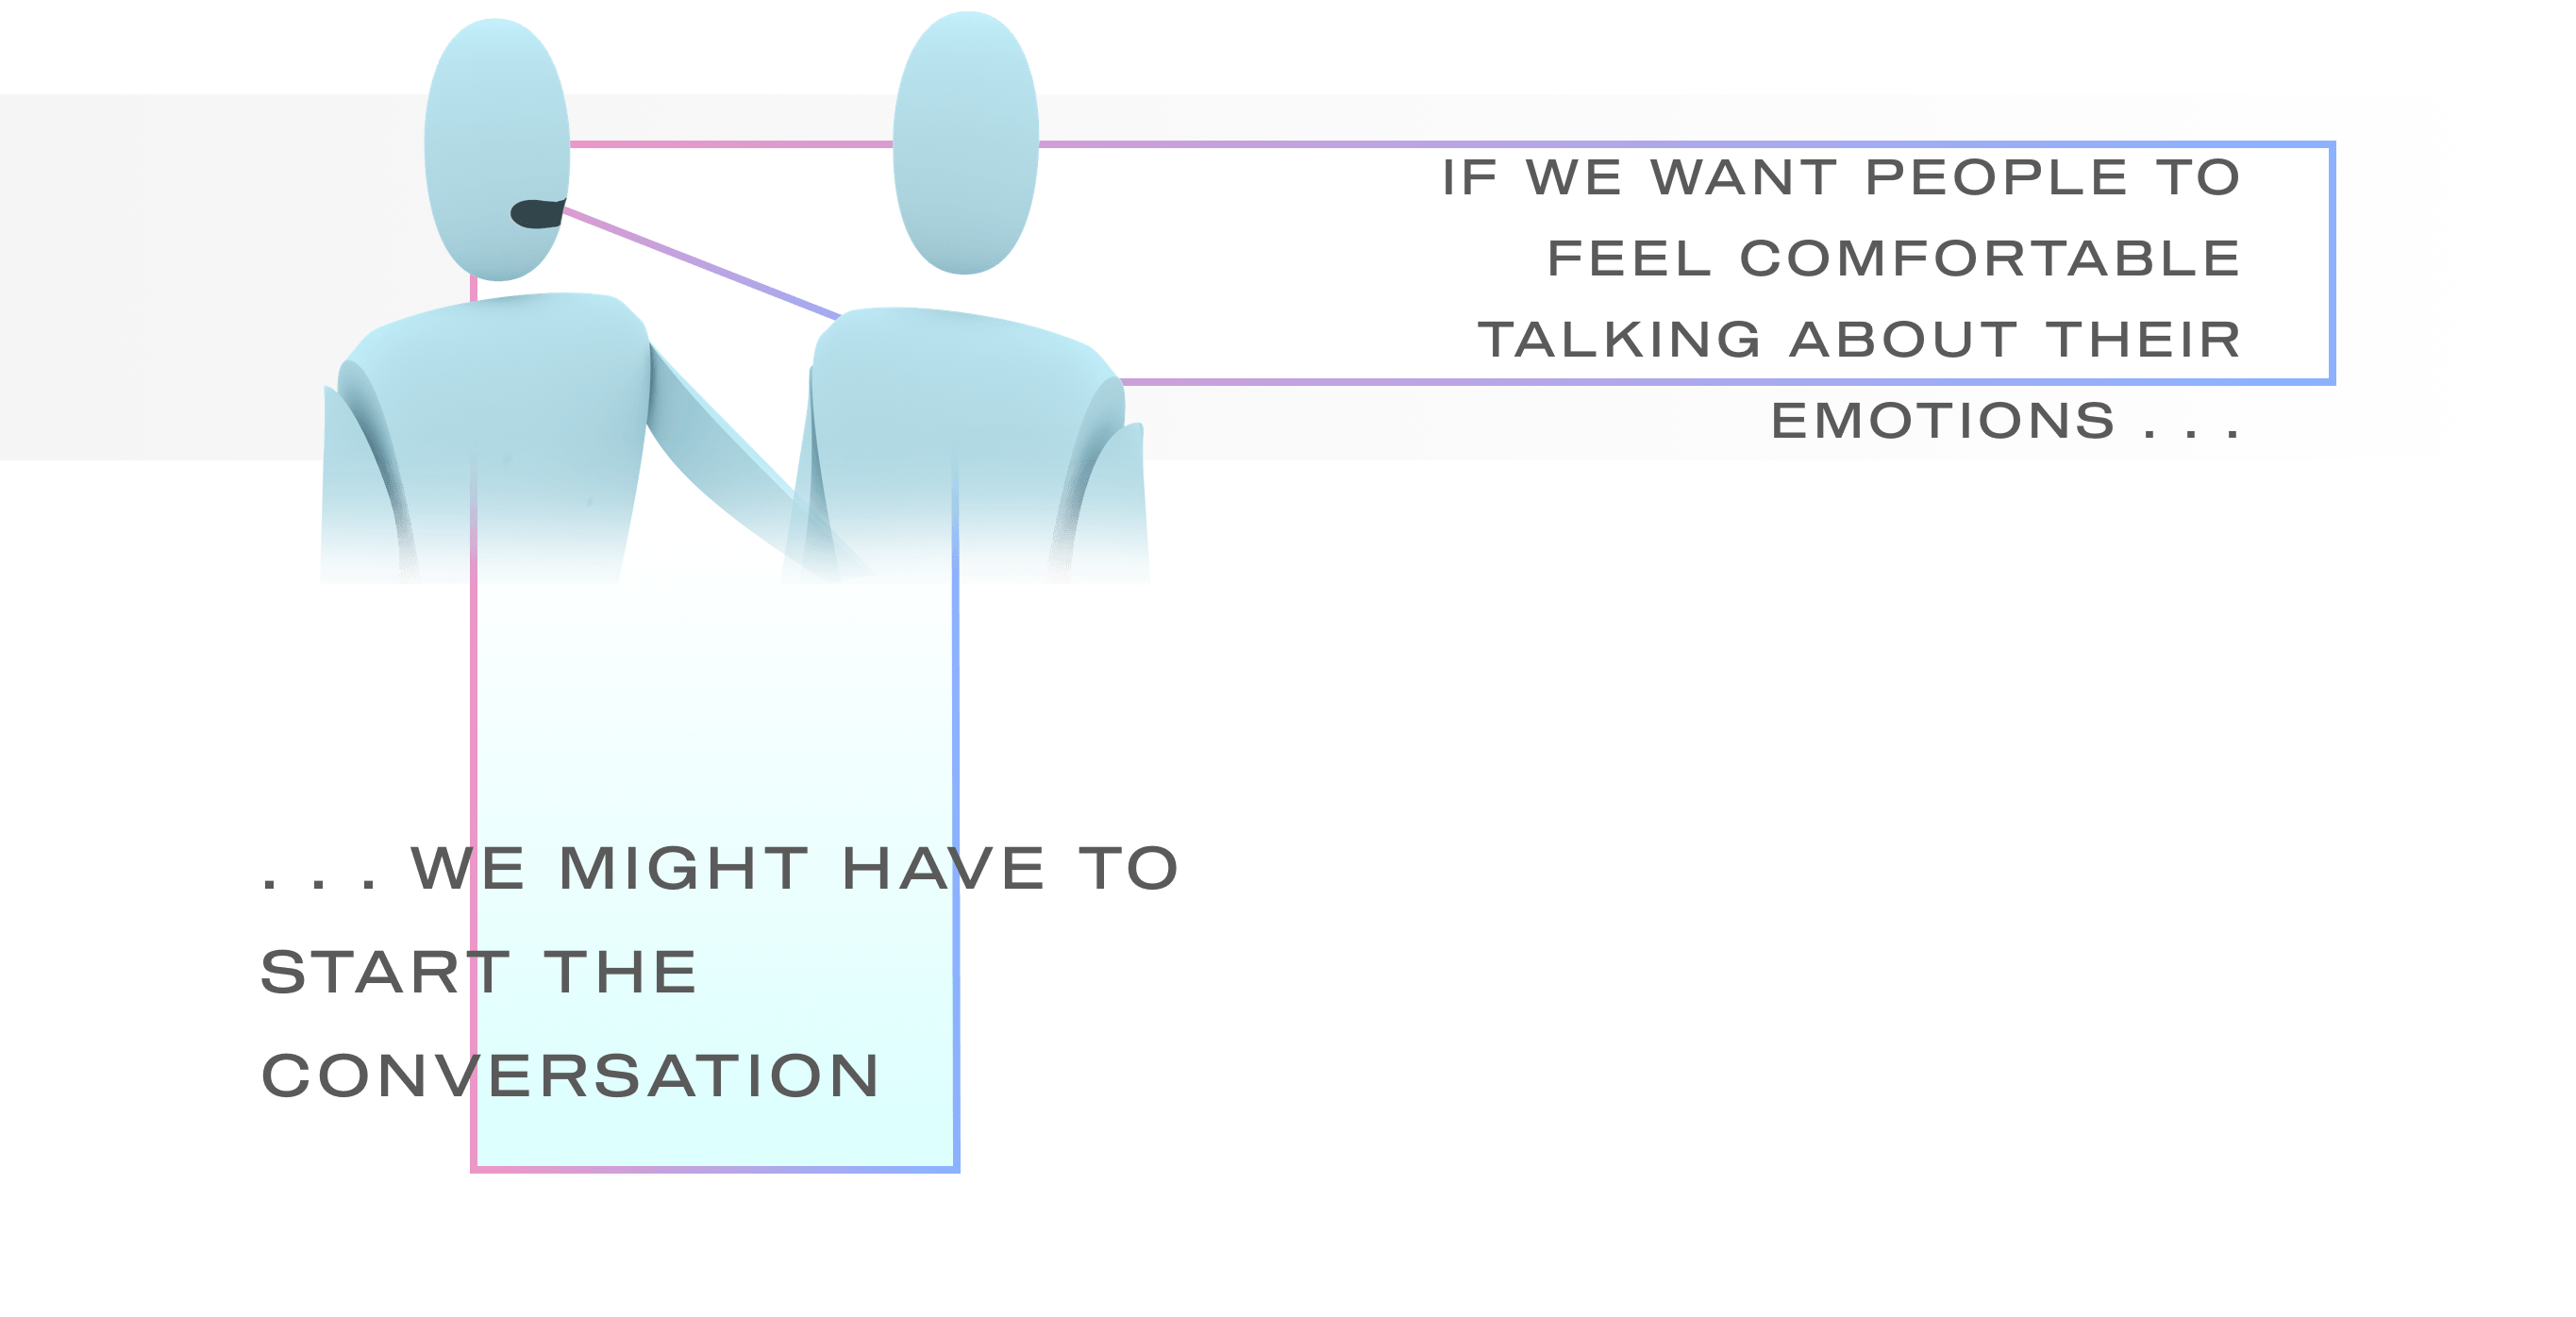 IF WE WANT PEOPLE TO
FEEL COMFORTABLE
TALKING ABOUT THEIR
EMOTIONS . . .
. . . WE MIGHT HAVE TO
START THE
CONVERSATION